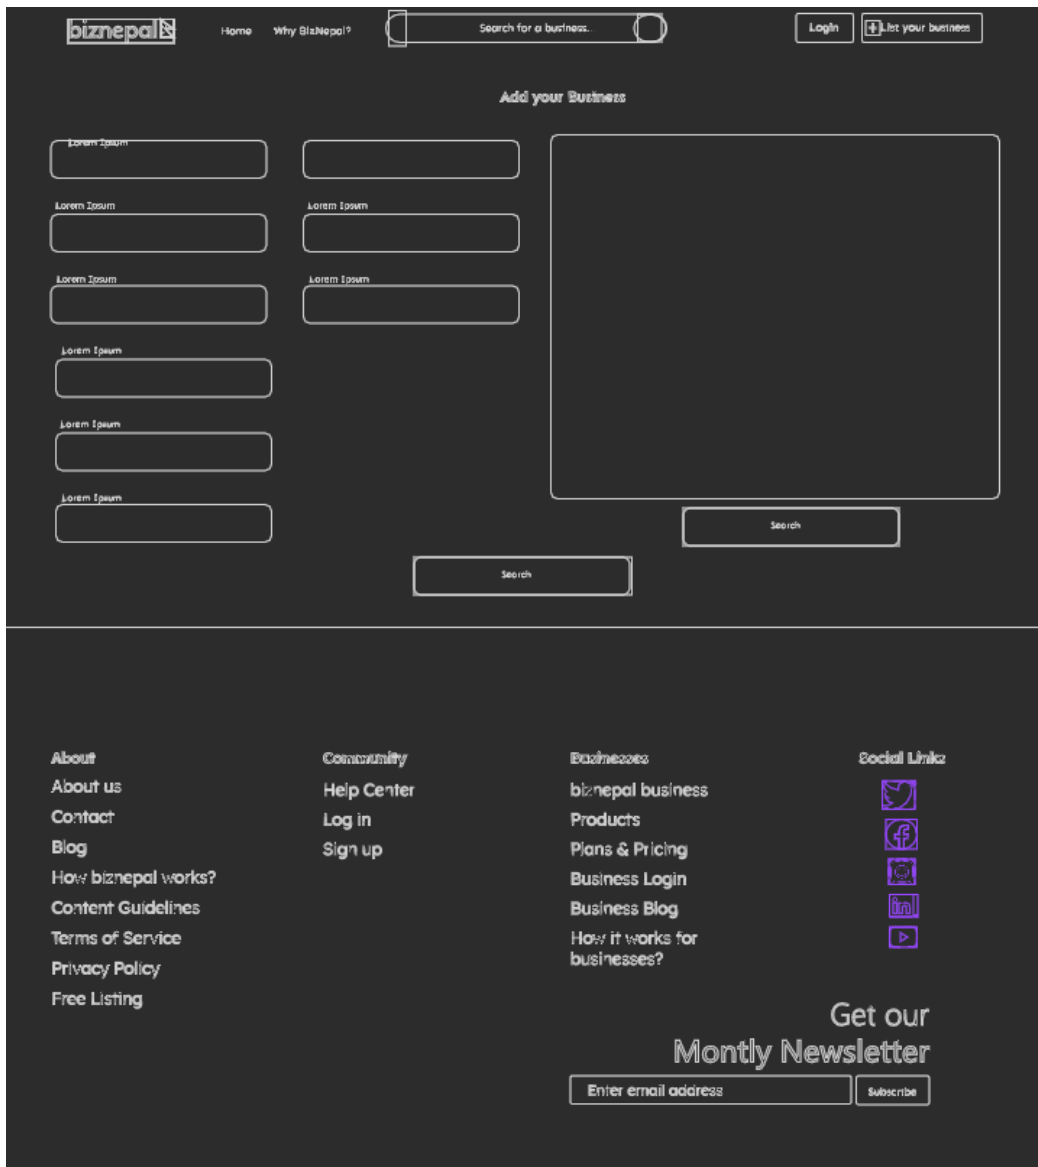 biznepal
Home
Why BizNepal?
Search for a business..
Login
List your business
Add your Business
Lorem Ipsum
Lorem Ipsum
Lorem Ipsum
Lorem Ipsum
Lorem Ipsum
Lorem Ipsum
Lorem Ipsum
Lorem Ipsum
Search
Search
About
About us
Contact
Blog
How biznepal works?
Content Guidelines
Terms of Service
Privacy Policy
Free Listing
Community
Help Center
Log in
Sign up
Businesses
biznepal business
Products
Plans & Pricing
Business Login
Business Blog
How it works for
businesses?
Social Links
in
Get our
Montly Newsletter
Enter email address
Subscribe